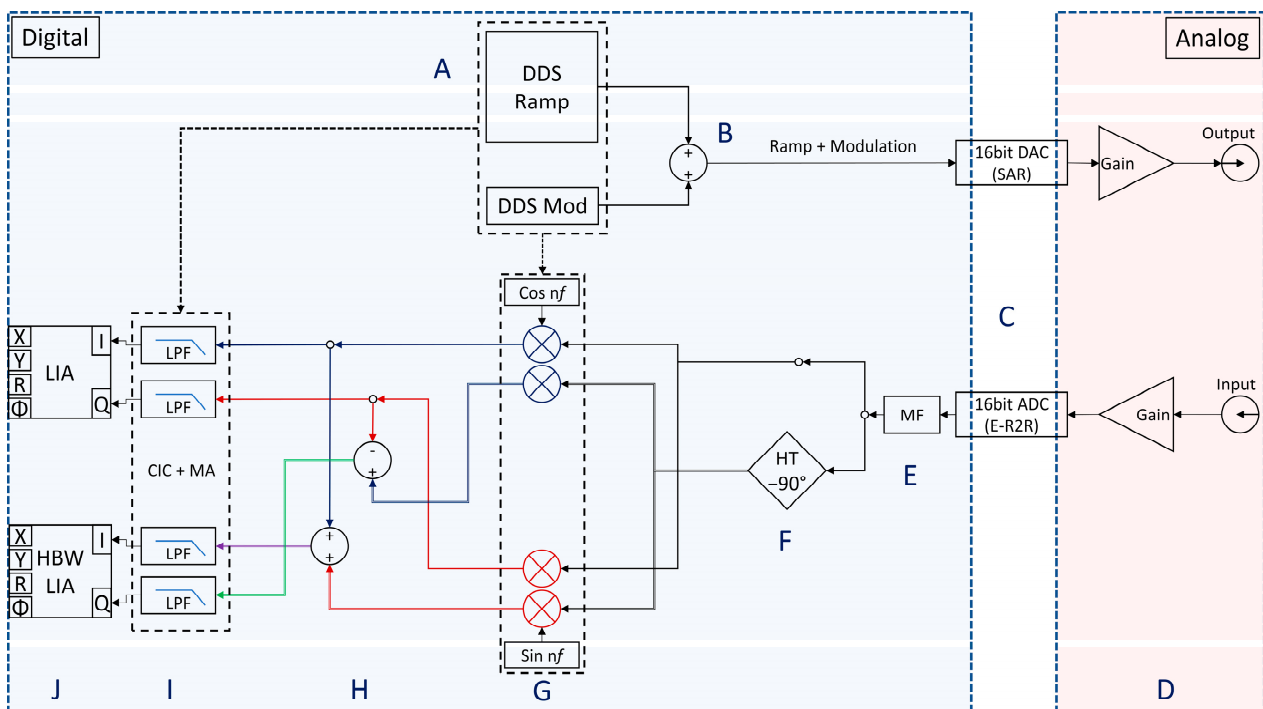 Digital
Analog
A
DDS
Ramp
B
+
+
Ramp + Modulation
16bit DAC
(SAR)
Gain
Output
DDS Mod
Cos nf
C
X
Y
R
Φ
LIA
I
Q
LPF
LPF
CIC + MA
-
+
HT
−90°
F
E
MF
16bit ADC
(E-R2R)
Gain
Input
X
Y
R
Φ
HBW
LIA
I
Q
LPF
LPF
+
+
Sin nf
J
I
H
G
D